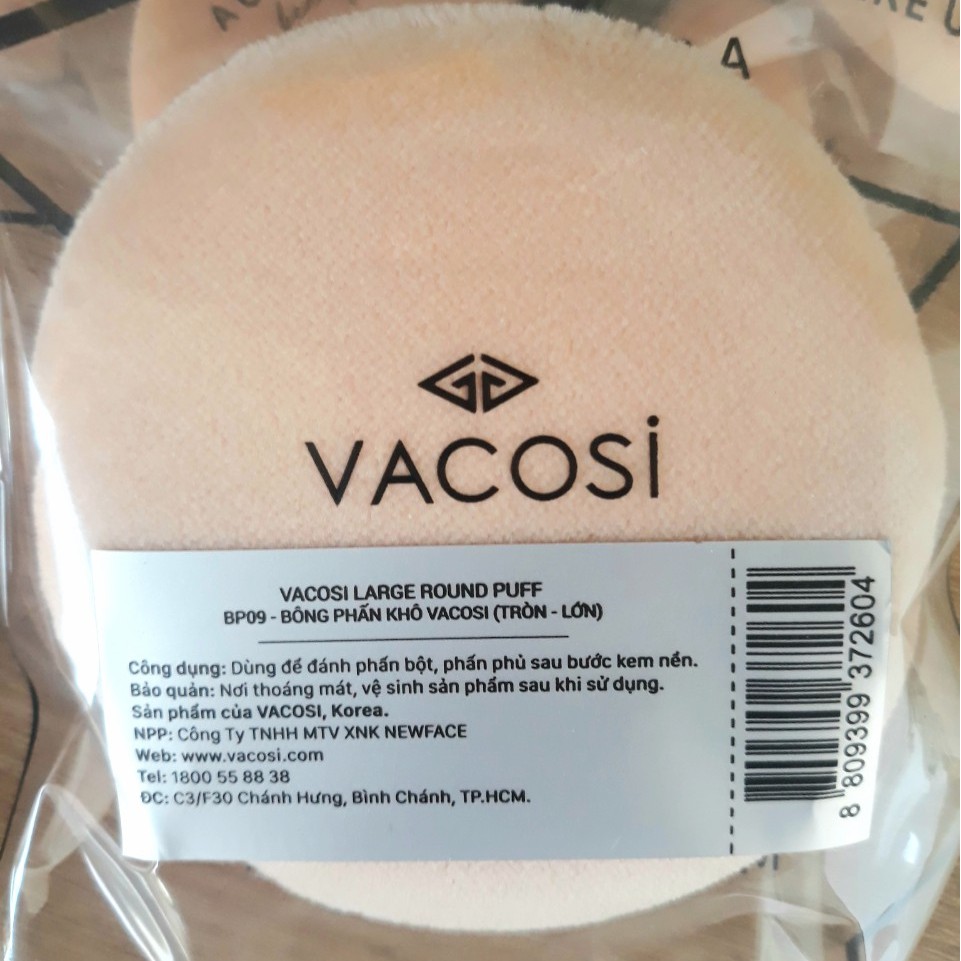 A
VACOSI
VACOSI LARGE ROUND PUFF
BP09 - BÔNG PHẤN KHÔ VACOSI (TRÒN - LỚN)
Công dụng: Dùng để đánh phấn bột, phấn phủ sau bước kem nền.
Bảo quản: Nơi thoáng mát, vệ sinh sản phẩm sau khi sử dụng.
Sản phẩm của VACOSI, Korea.
NPP: Công Ty TNHH MTV XNK NEWFACE
Web: www.vacosi.com
Tel: 1800 55 88 38
ĐC: C3/F30 Chánh Hưng, Bình Chánh, TP.HCM.
8 809399 372604